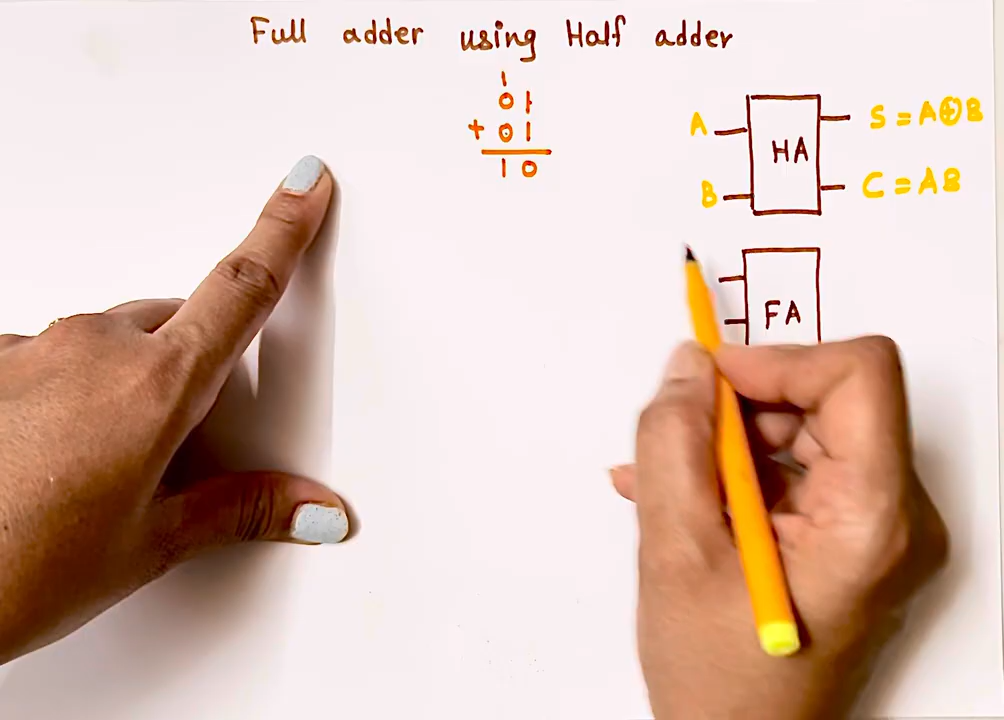 Full adder using Half adder
1
01
+ 01
10
A
HA
S = A⊕B
B
C = AB
FA